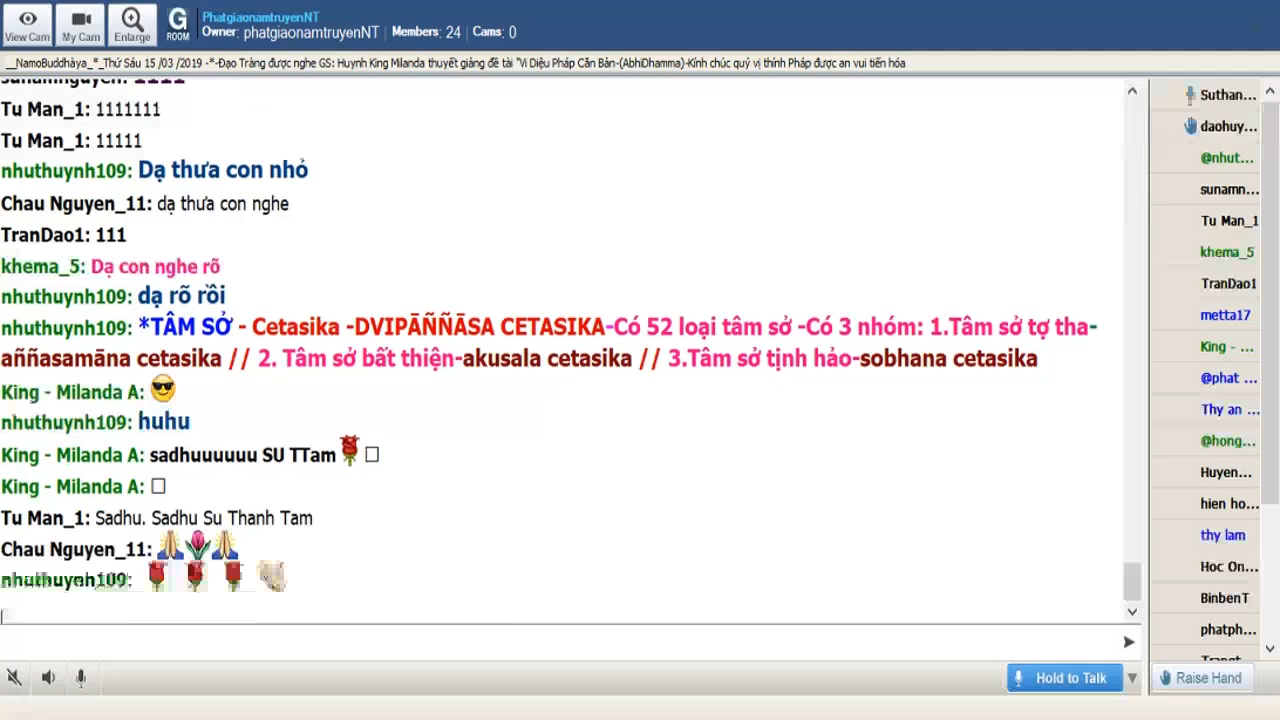 PhatgiaonamtruyenNT
Owner: phatgiaonamtruyenNT Members: 24 Cams: 0
View Cam My Cam Enlarge G ROOM
__NamoBuddhàya_*_Thứ Sáu 15 /03 /2019 -*-Đạo Tràng được nghe GS: Huynh King Milanda thuyết giảng đề tài "Vi Diệu Pháp Căn Bản-(AbhiDhamma)-Kính chúc quý vị thính Pháp được an vui tiến hóa
sunamnguyen: 1111
Tu Man_1: 1111111
Tu Man_1: 11111
nhuthuynh109: Dạ thưa con nhỏ
Chau Nguyen_11: dạ thưa con nghe
TranDao1: 111
khema_5: Dạ con nghe rõ
nhuthuynh109: dạ rõ rồi
nhuthuynh109: *TÂM SỞ - Cetasika -DVIPĀÑÑĀSA CETASIKA-Có 52 loại tâm sở -Có 3 nhóm: 1.Tâm sở tợ tha-
aññasamāna cetasika // 2. Tâm sở bất thiện-akusala cetasika // 3.Tâm sở tịnh hảo-sobhana cetasika
King - Milanda A:
nhuthuynh109: huhu
King - Milanda A: sadhuuuuuu SU TTam
King - Milanda A:
Tu Man_1: Sadhu. Sadhu Su Thanh Tam
Chau Nguyen_11:
nhuthuynh109:
Suthan...
daohuy...
@nhut...
sunamn...
Tu Man_1
khema_5
TranDao1
metta17
King - ...
@phat ...
Thy an ...
@hong...
Huyen...
hien ho...
thy lam
Hoc On...
BinbenT
phatph...
Hold to Talk
Raise Hand